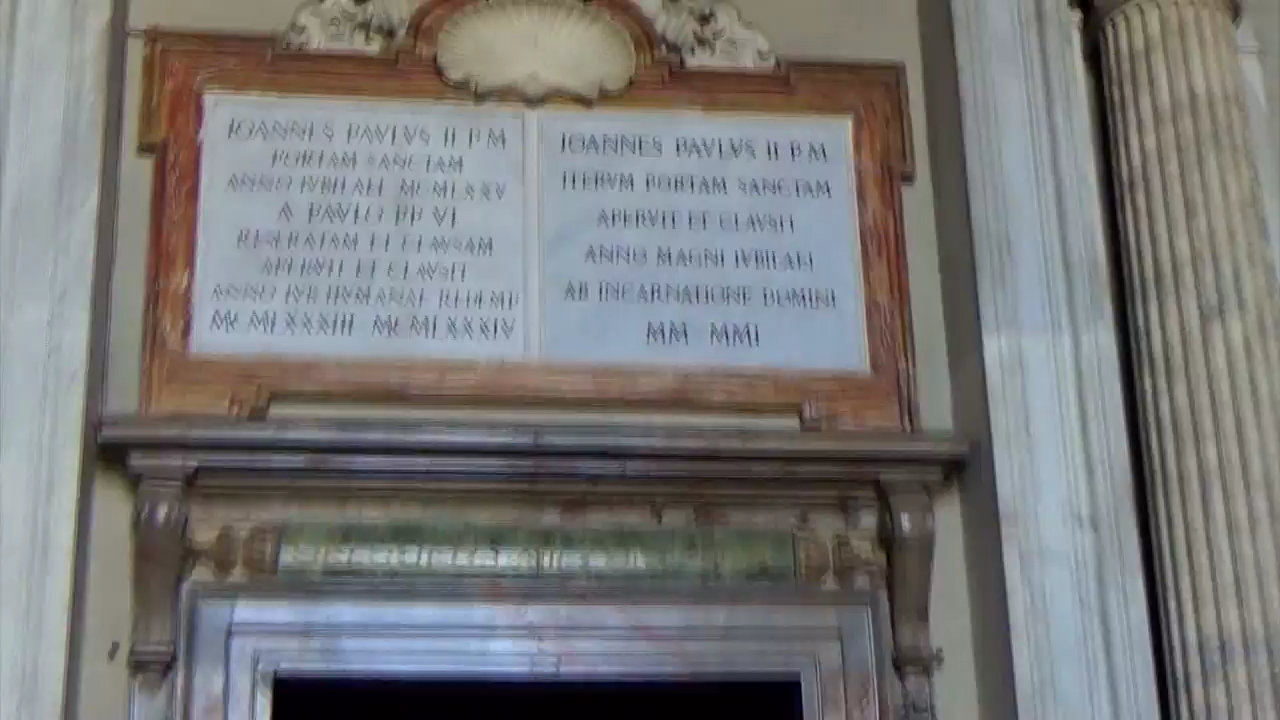 IOANNES PAVLVS II P M
PORTAM SANCTAM
ANNO IVBILAEI MCMLXXV
A PAVLO PP VI
RESERATAM ET CLAVSAM
APERVIT ET CLAVSIT
ANNO IVB HVMANAE REDEMP
MCMLXXXIII MCMLXXXIV
IOANNES PAVLVS II P M
ITERVM PORTAM SANCTAM
APERVIT ET CLAVSIT
ANNO MAGNI IVBILAEI
AB INCARNATIONE DOMINI
MM MMI